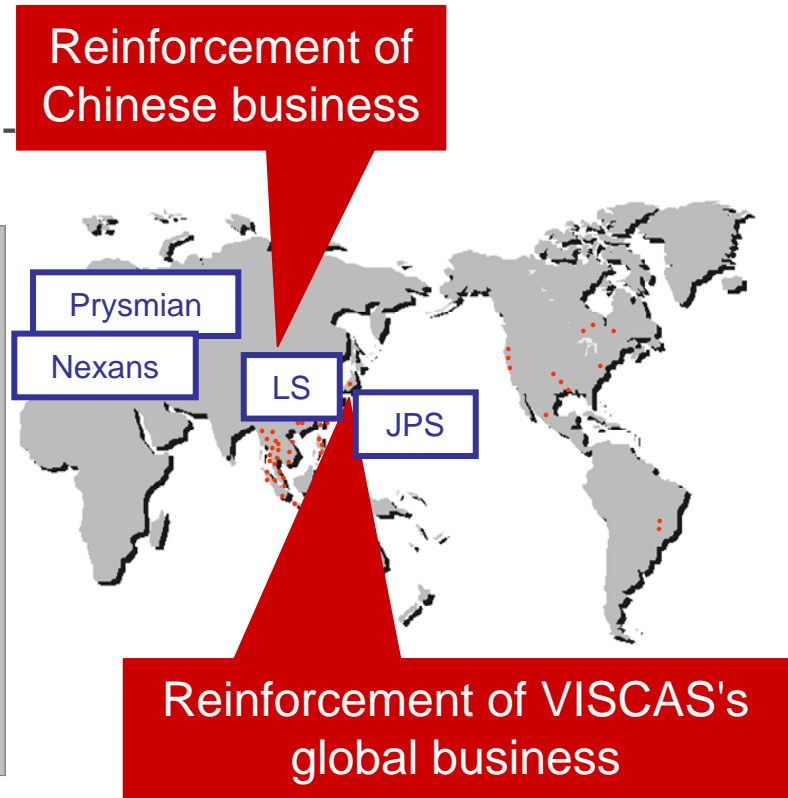 Reinforcement of
Chinese business
Prysmian
Nexans
LS
JPS
Reinforcement of VISCAS's
global business